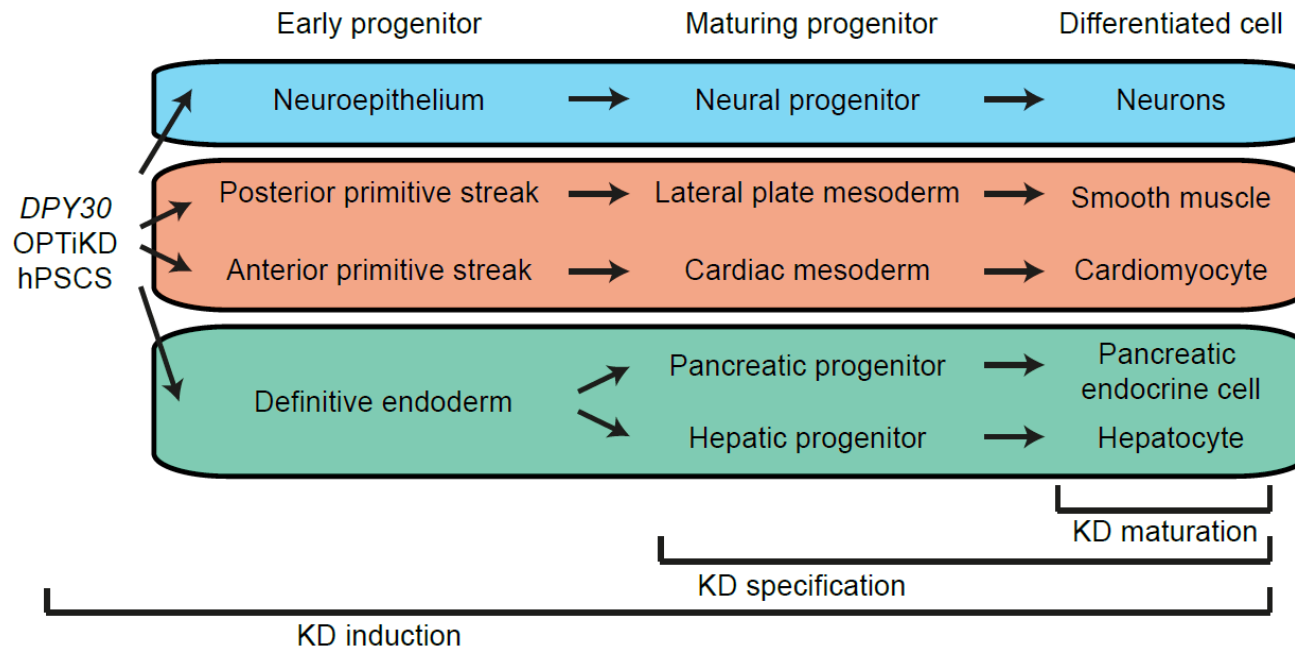 Early progenitor
Maturing progenitor
Differentiated cell
Neuroepithelium
Neural progenitor
Neurons
DPY30
OPTiKD
hPSCS
Posterior primitive streak
Lateral plate mesoderm
Smooth muscle
Anterior primitive streak
Cardiac mesoderm
Cardiomyocyte
Definitive endoderm
Pancreatic progenitor
Pancreatic
endocrine cell
Hepatic progenitor
Hepatocyte
KD maturation
KD specification
KD induction